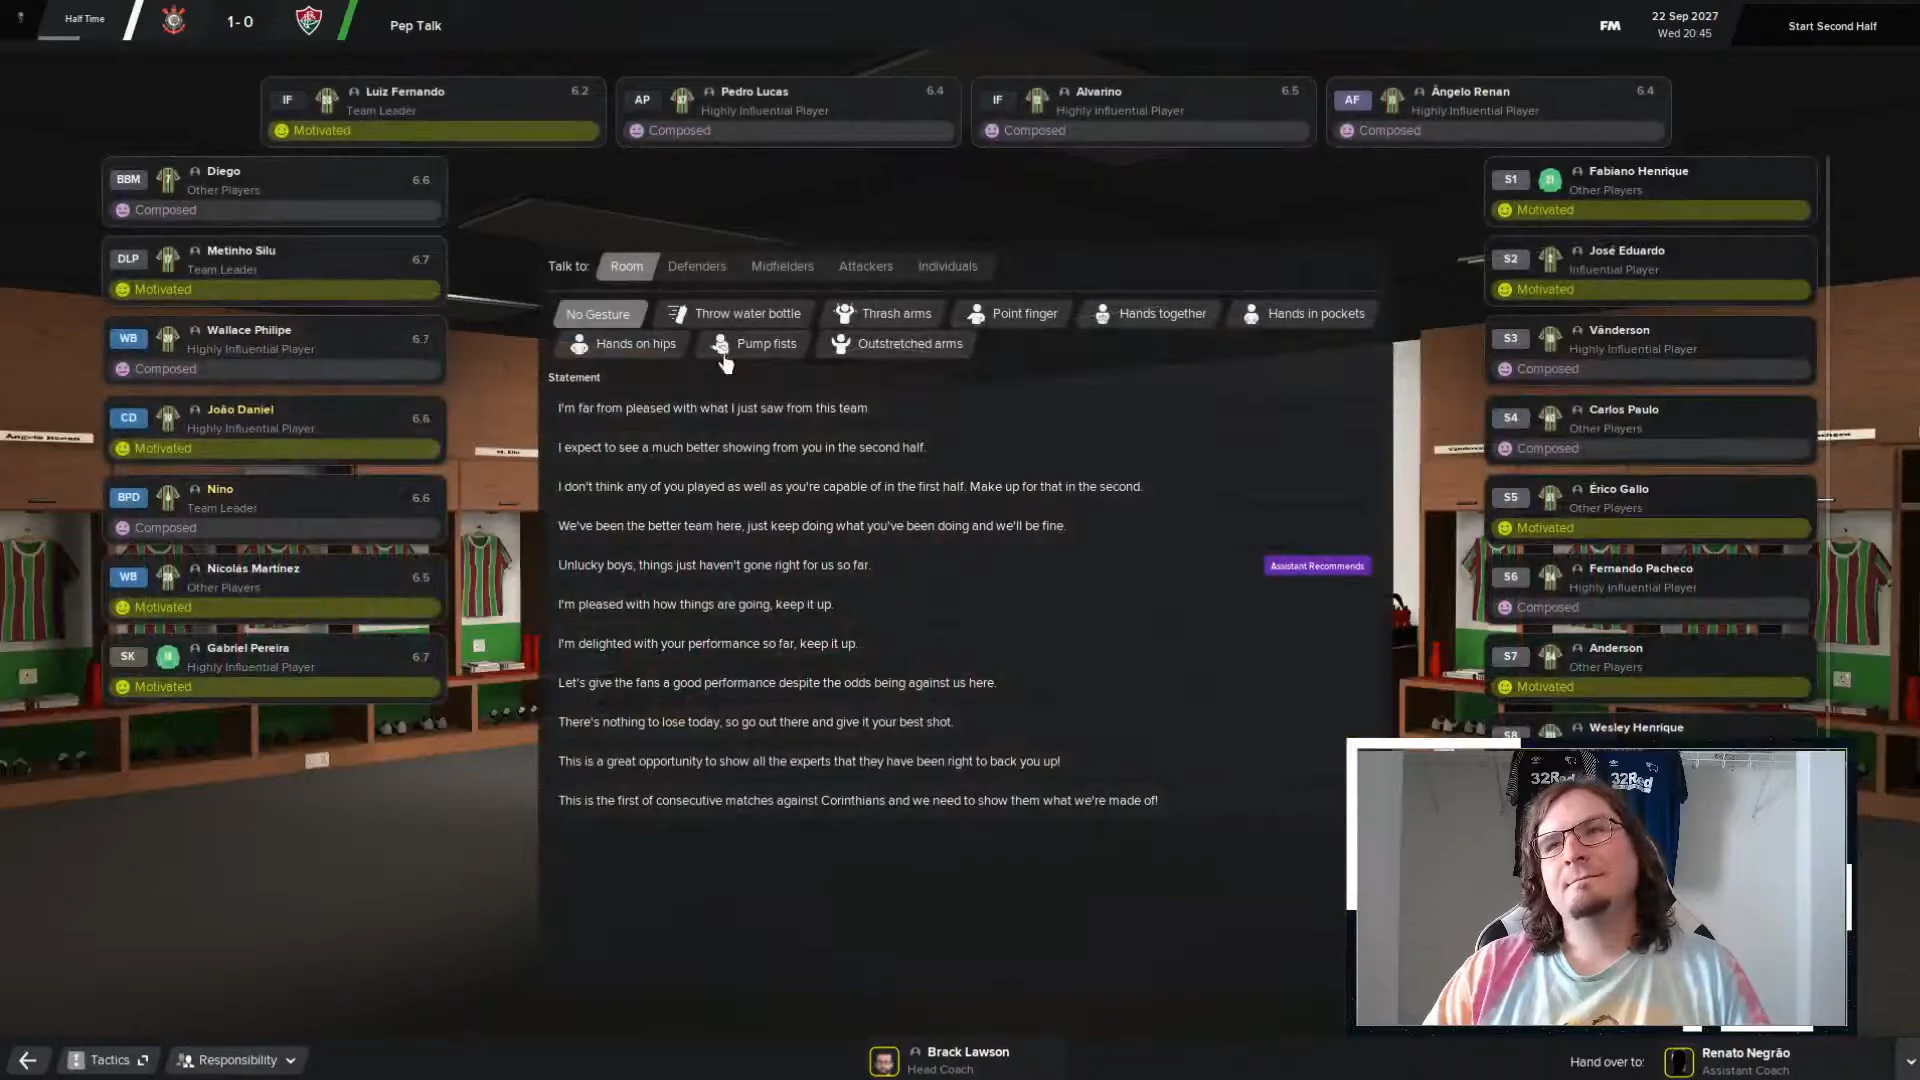 Half Time
1 - 0
Pep Talk
FM
22 Sep 2027
Wed 20:45
Start Second Half
IF
Luiz Fernando
6.2
Team Leader
Motivated
AP
Pedro Lucas
6.4
Highly Influential Player
Composed
IF
Alvarino
6.5
Highly Influential Player
Composed
AF
Ângelo Renan
6.4
Highly Influential Player
Composed
BBM
Diego
6.6
Other Players
Composed
DLP
Metinho Silu
6.7
Team Leader
Motivated
WB
Wallace Philipe
6.7
Highly Influential Player
Composed
CD
João Daniel
6.6
Highly Influential Player
Motivated
BPD
Nino
6.6
Team Leader
Composed
WB
Nicolás Martínez
6.5
Other Players
Motivated
SK
Gabriel Pereira
6.7
Highly Influential Player
Motivated
Talk to: Room Defenders Midfielders Attackers Individuals
No Gesture Throw water bottle Thrash arms Point finger Hands together Hands in pockets
Hands on hips Pump fists Outstretched arms
Statement
I'm far from pleased with what I just saw from this team
I expect to see a much better showing from you in the second half.
I don't think any of you played as well as you're capable of in the first half. Make up for that in the second.
We've been the better team here, just keep doing what you've been doing and we'll be fine.
Unlucky boys, things just haven't gone right for us so far.
Assistant Recommends
I'm pleased with how things are going, keep it up.
I'm delighted with your performance so far, keep it up.
Let's give the fans a good performance despite the odds being against us here.
There's nothing to lose today, so go out there and give it your best shot.
This is a great opportunity to show all the experts that they have been right to back you up!
This is the first of consecutive matches against Corinthians and we need to show them what we're made of!
S1
Fabiano Henrique
Other Players
Motivated
S2
José Eduardo
Influential Player
Motivated
S3
Vânderson
Highly Influential Player
Composed
S4
Carlos Paulo
Other Players
Composed
S5
Érico Gallo
Other Players
Motivated
S6
Fernando Pacheco
Highly Influential Player
Composed
S7
Anderson
Other Players
Motivated
S8
Wesley Henrique
32Red
32Red
Tactics
Responsibility
Brack Lawson
Head Coach
Hand over to:
Renato Negrão
Assistant Coach